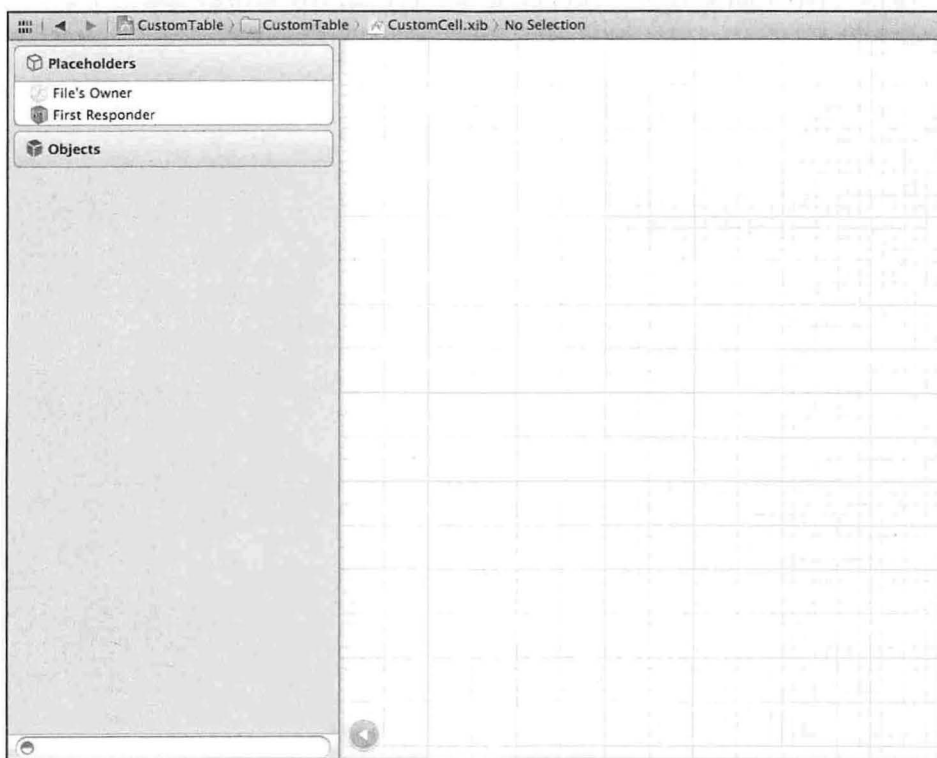 CustomTable CustomTable CustomCell.xib No Selection
Placeholders
File's Owner
First Responder
Objects